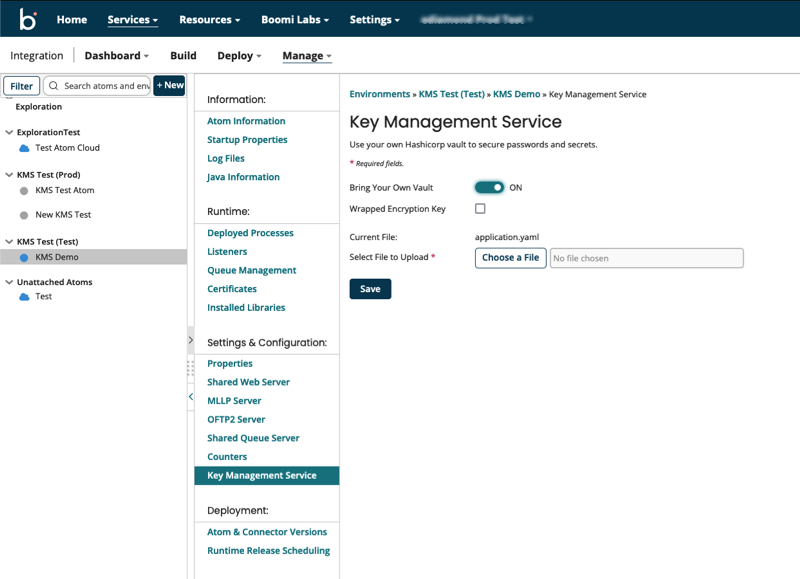 b Home Services Resources Boomi Labs Settings
Integration Dashboard Build Deploy Manage
Filter Search atoms and env + New
Exploration
ExplorationTest
Test Atom Cloud
KMS Test (Prod)
KMS Test Atom
New KMS Test
KMS Test (Test)
KMS Demo
Unattached Atoms
Test
Information:
Atom Information
Startup Properties
Log Files
Java Information
Runtime:
Deployed Processes
Listeners
Queue Management
Certificates
Installed Libraries
Settings & Configuration:
Properties
Shared Web Server
MLLP Server
OFTP2 Server
Shared Queue Server
Counters
Key Management Service
Deployment:
Atom & Connector Versions
Runtime Release Scheduling
Environments » KMS Test (Test) » KMS Demo » Key Management Service
Key Management Service
Use your own Hashicorp vault to secure passwords and secrets.
* Required fields.
Bring Your Own Vault ON
Wrapped Encryption Key
Current File: application.yaml
Select File to Upload * Choose a File No file chosen
Save